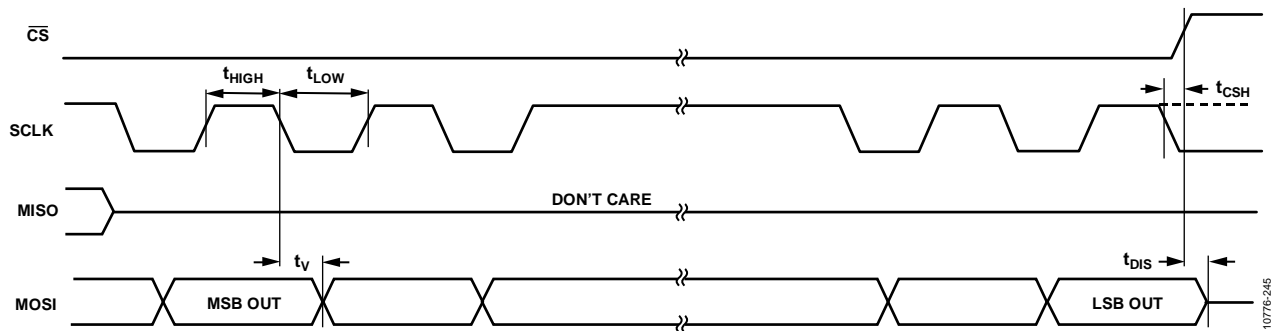 CS
tHIGH
tLOW
tCSH
SCLK
MISO
DON'T CARE
tV
tDIS
MOSI
MSB OUT
LSB OUT
10776-245